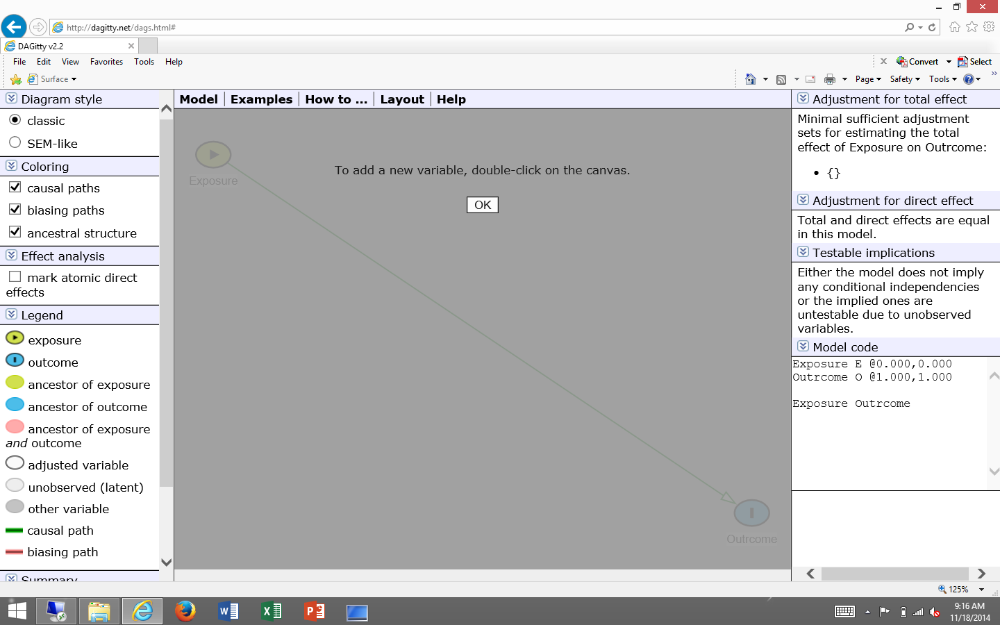 http://dagitty.net/dags.html#
DAGitty v2.2
File Edit View Favorites Tools Help
Convert Select
Surface
Page Safety Tools
Diagram style
classic
SEM-like
Coloring
causal paths
biasing paths
ancestral structure
Effect analysis
mark atomic direct
effects
Legend
exposure
outcome
ancestor of exposure
ancestor of outcome
ancestor of exposure
and outcome
adjusted variable
unobserved (latent)
other variable
causal path
biasing path
Summary
Model Examples How to ... Layout Help
To add a new variable, double-click on the canvas.
OK
Exposure
Outrcome
Adjustment for total effect
Minimal sufficient adjustment
sets for estimating the total
effect of Exposure on Outrcome:
• {}
Adjustment for direct effect
Total and direct effects are equal
in this model.
Testable implications
Either the model does not imply
any conditional independencies
or the implied ones are
untestable due to unobserved
variables.
Model code
Exposure E @0.000,0.000
Outrcome O @1.000,1.000
Exposure Outrcome
125%
9:16 AM
11/18/2014